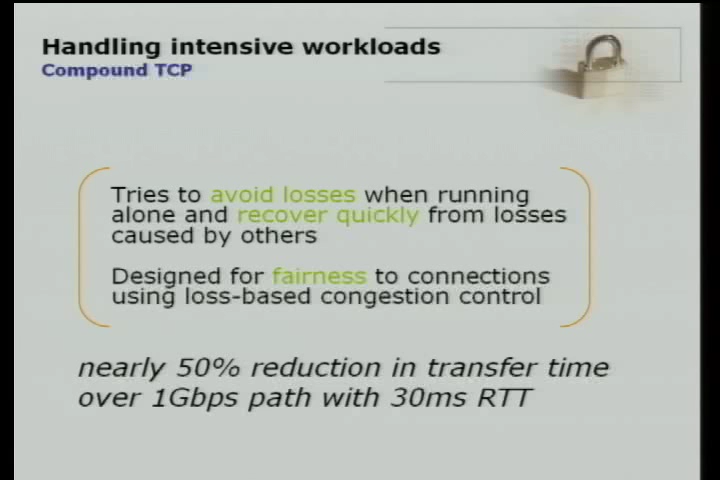 Handling intensive workloads
Compound TCP
Tries to avoid losses when running
alone and recover quickly from losses
caused by others
Designed for fairness to connections
using loss-based congestion control
nearly 50% reduction in transfer time
over 1Gbps path with 30ms RTT